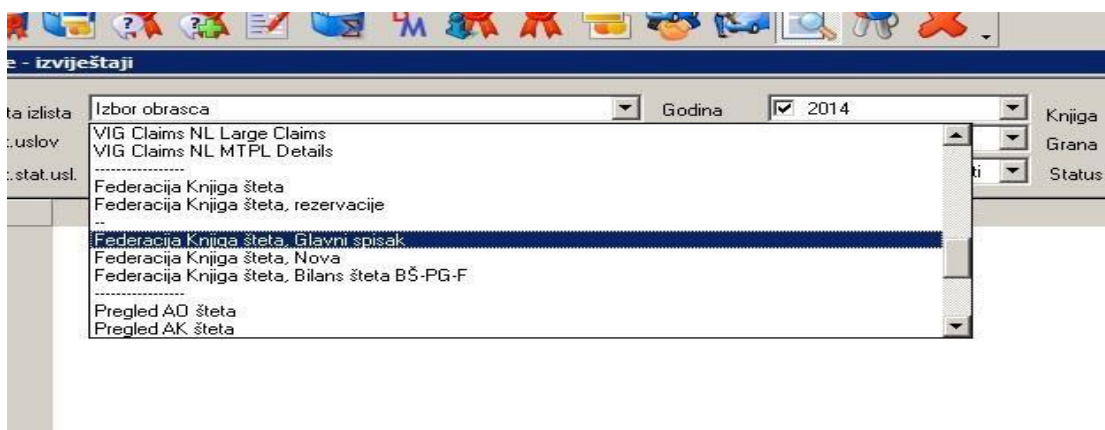 e - izviještaji
ta izlista Izbor obrasca Godina 2014 Knjiga
t.uslov Grana
t.stat.usl. ti Status
VIG Claims NL Large Claims
VIG Claims NL MTPL Details
-----------------
Federacija Knjiga šteta
Federacija Knjiga šteta, rezervacije
--
Federacija Knjiga šteta, Glavni spisak
Federacija Knjiga šteta, Nova
Federacija Knjiga šteta, Bilans šteta BŠ-PG-F
-----------------
Pregled AO šteta
Pregled AK šteta